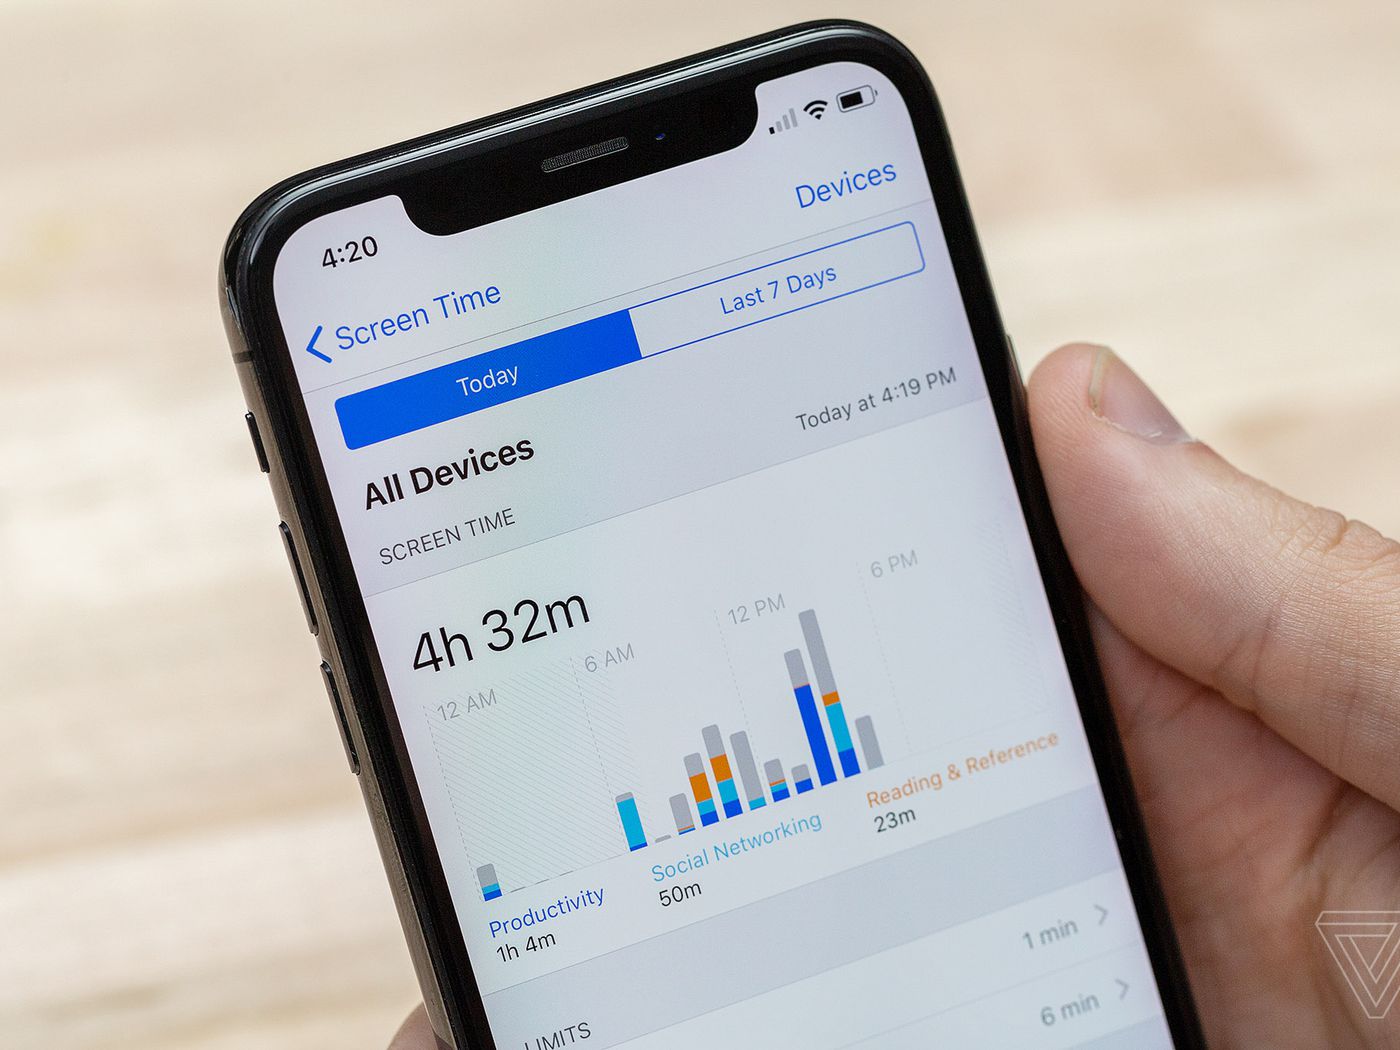 4:20
Devices
Screen Time
Today
Last 7 Days
All Devices
Today at 4:19 PM
SCREEN TIME
4h 32m
12 AM
6 AM
12 PM
6 PM
Productivity
1h 4m
Social Networking
50m
Reading & Reference
23m
LIMITS
1 min
6 min